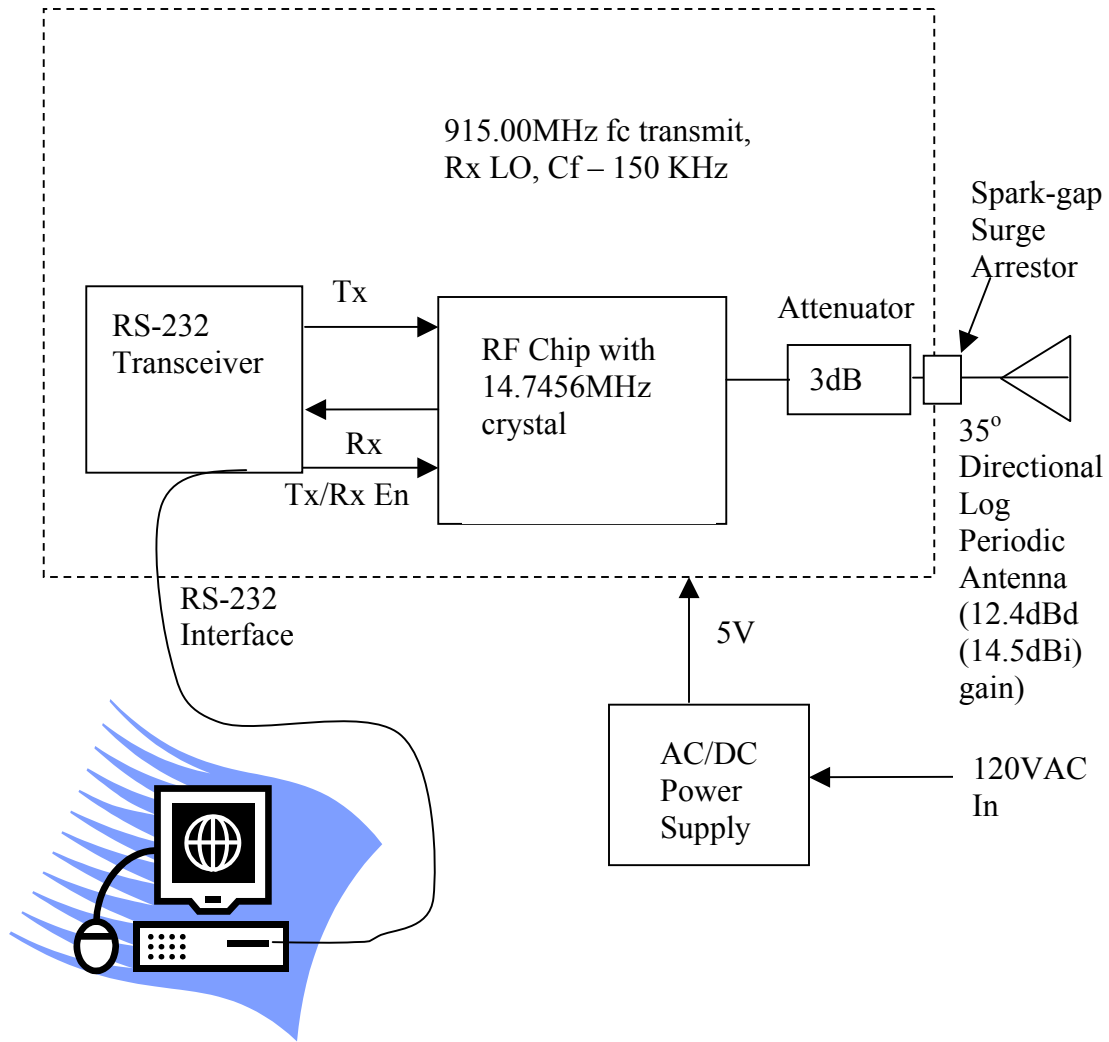 915.00MHz fc transmit,
Rx LO, Cf – 150 KHz
Spark-gap
Surge
Arrestor
Attenuator
Tx
RS-232
Transceiver
RF Chip with
14.7456MHz
crystal
3dB
Rx
Tx/Rx En
35°
Directional
Log
Periodic
Antenna
(12.4dBd
(14.5dBi)
gain)
RS-232
Interface
5V
AC/DC
Power
Supply
120VAC
In